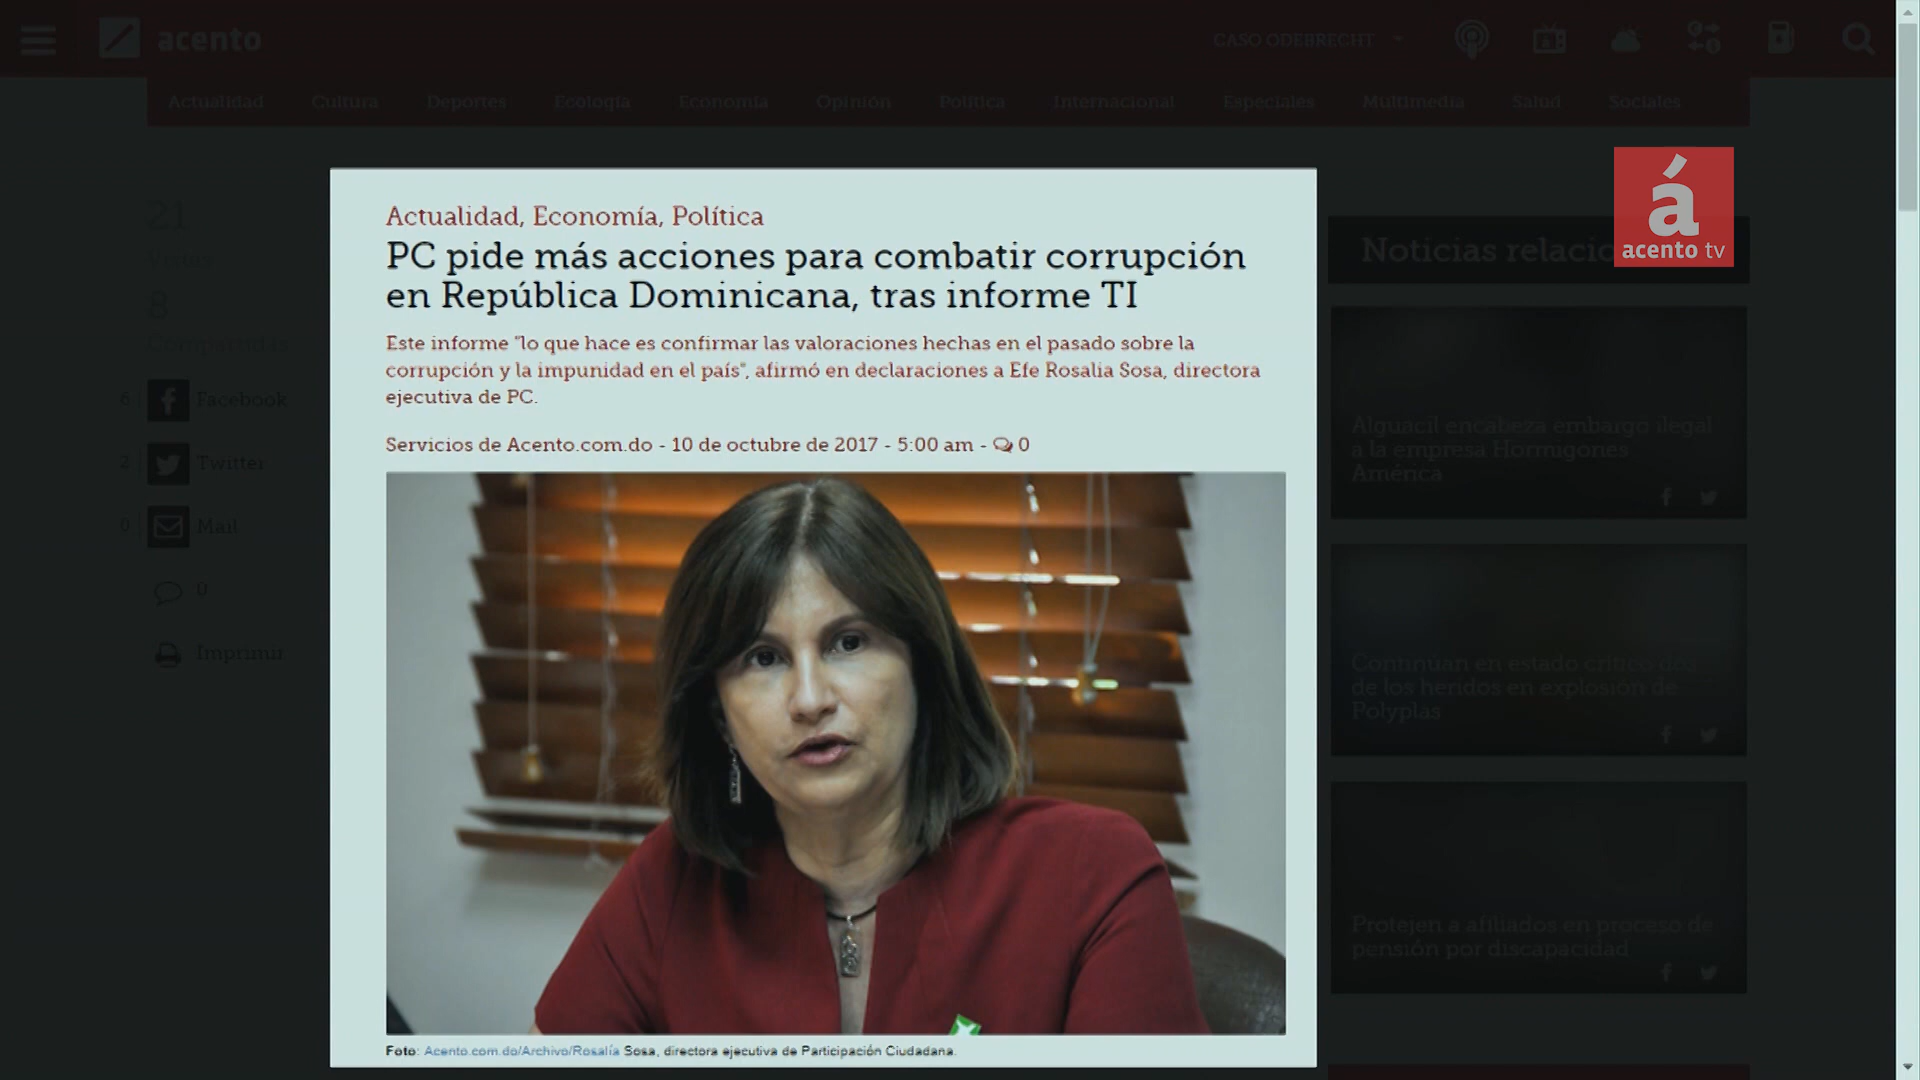 acento
CASO ODEBRECHT
Actualidad Cultura Deportes Ecología Economía Opinión Política Internacional Especiales Multimedia Salud Sociales
á
acento tv
21
Vistas
8
Compartidas
6 Facebook
2 Twitter
0 Mail
0
Imprimir
Actualidad, Economía, Política
PC pide más acciones para combatir corrupción
en República Dominicana, tras informe TI
Este informe "lo que hace es confirmar las valoraciones hechas en el pasado sobre la
corrupción y la impunidad en el país", afirmó en declaraciones a Efe Rosalia Sosa, directora
ejecutiva de PC.
Servicios de Acento.com.do - 10 de octubre de 2017 - 5:00 am - 0
Foto: Acento.com.do/Archivo/Rosalía Sosa, directora ejecutiva de Participación Ciudadana.
Noticias relacio
Alguacil encabeza embargo ilegal
a la empresa Hormigones
América
Continúan en estado crítico dos
de los heridos en explosión de
Polyplas
Protejen a afiliados en proceso de
pensión por discapacidad